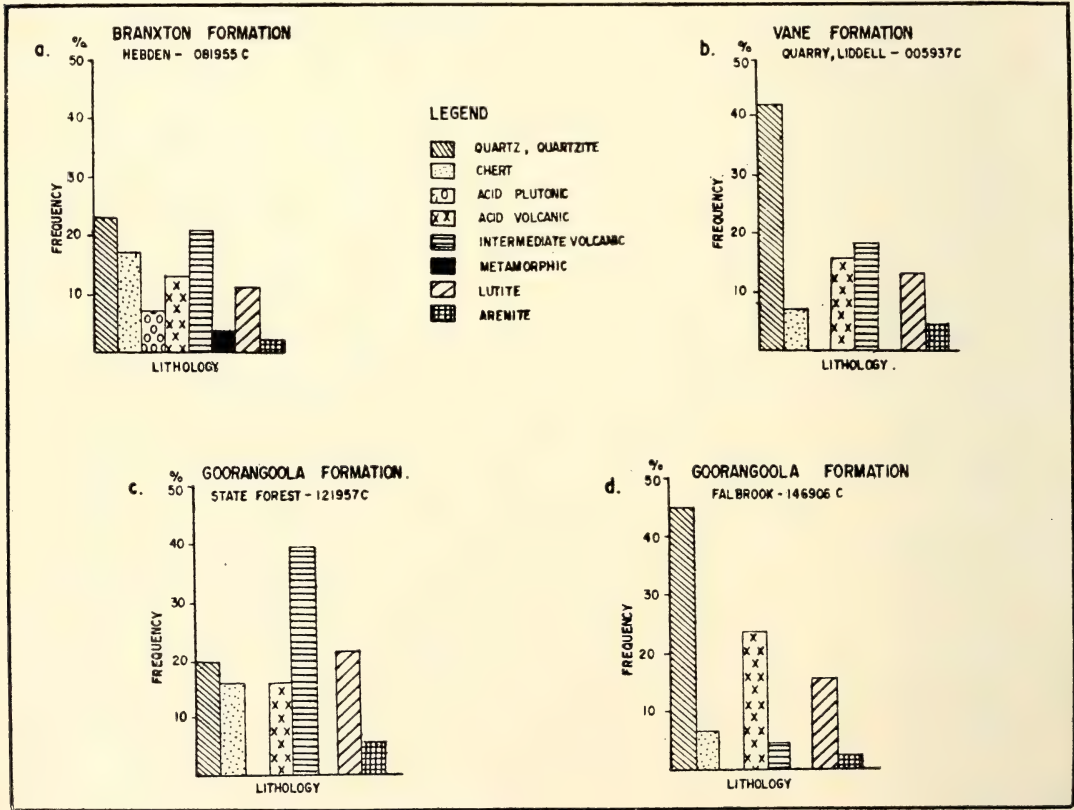 a.
%
BRANXTON FORMATION
HEBDEN - 081955 C
50
40
30
20
10
FREQUENCY
LITHOLOGY
LEGEND
QUARTZ, QUARTZITE
CHERT
ACID PLUTONIC
ACID VOLCANIC
INTERMEDIATE VOLCANIC
METAMORPHIC
LUTITE
ARENITE
b.
%
VANE FORMATION
QUARRY, LIDDELL - 005937C
50
40
30
20
10
FREQUENCY.
LITHOLOGY.
c.
%
GOORANGOOLA FORMATION.
STATE FOREST - 121957C
50
40
30
20
10
FREQUENCY
LITHOLOGY
d.
%
GOORANGOOLA FORMATION
FALBROOK - 146906 C
50
40
30
20
10
FREQUENCY
LITHOLOGY